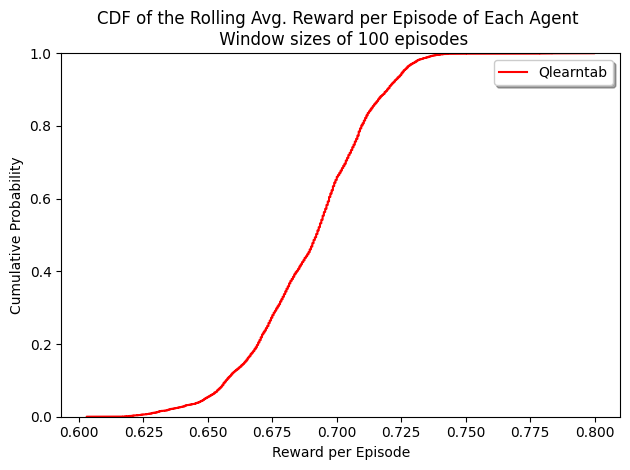 CDF of the Rolling Avg. Reward per Episode of Each Agent
Window sizes of 100 episodes
Qlearntab
1.0
0.8
0.6
0.4
0.2
0.0
Cumulative Probability
0.600 0.625 0.650 0.675 0.700 0.725 0.750 0.775 0.800
Reward per Episode